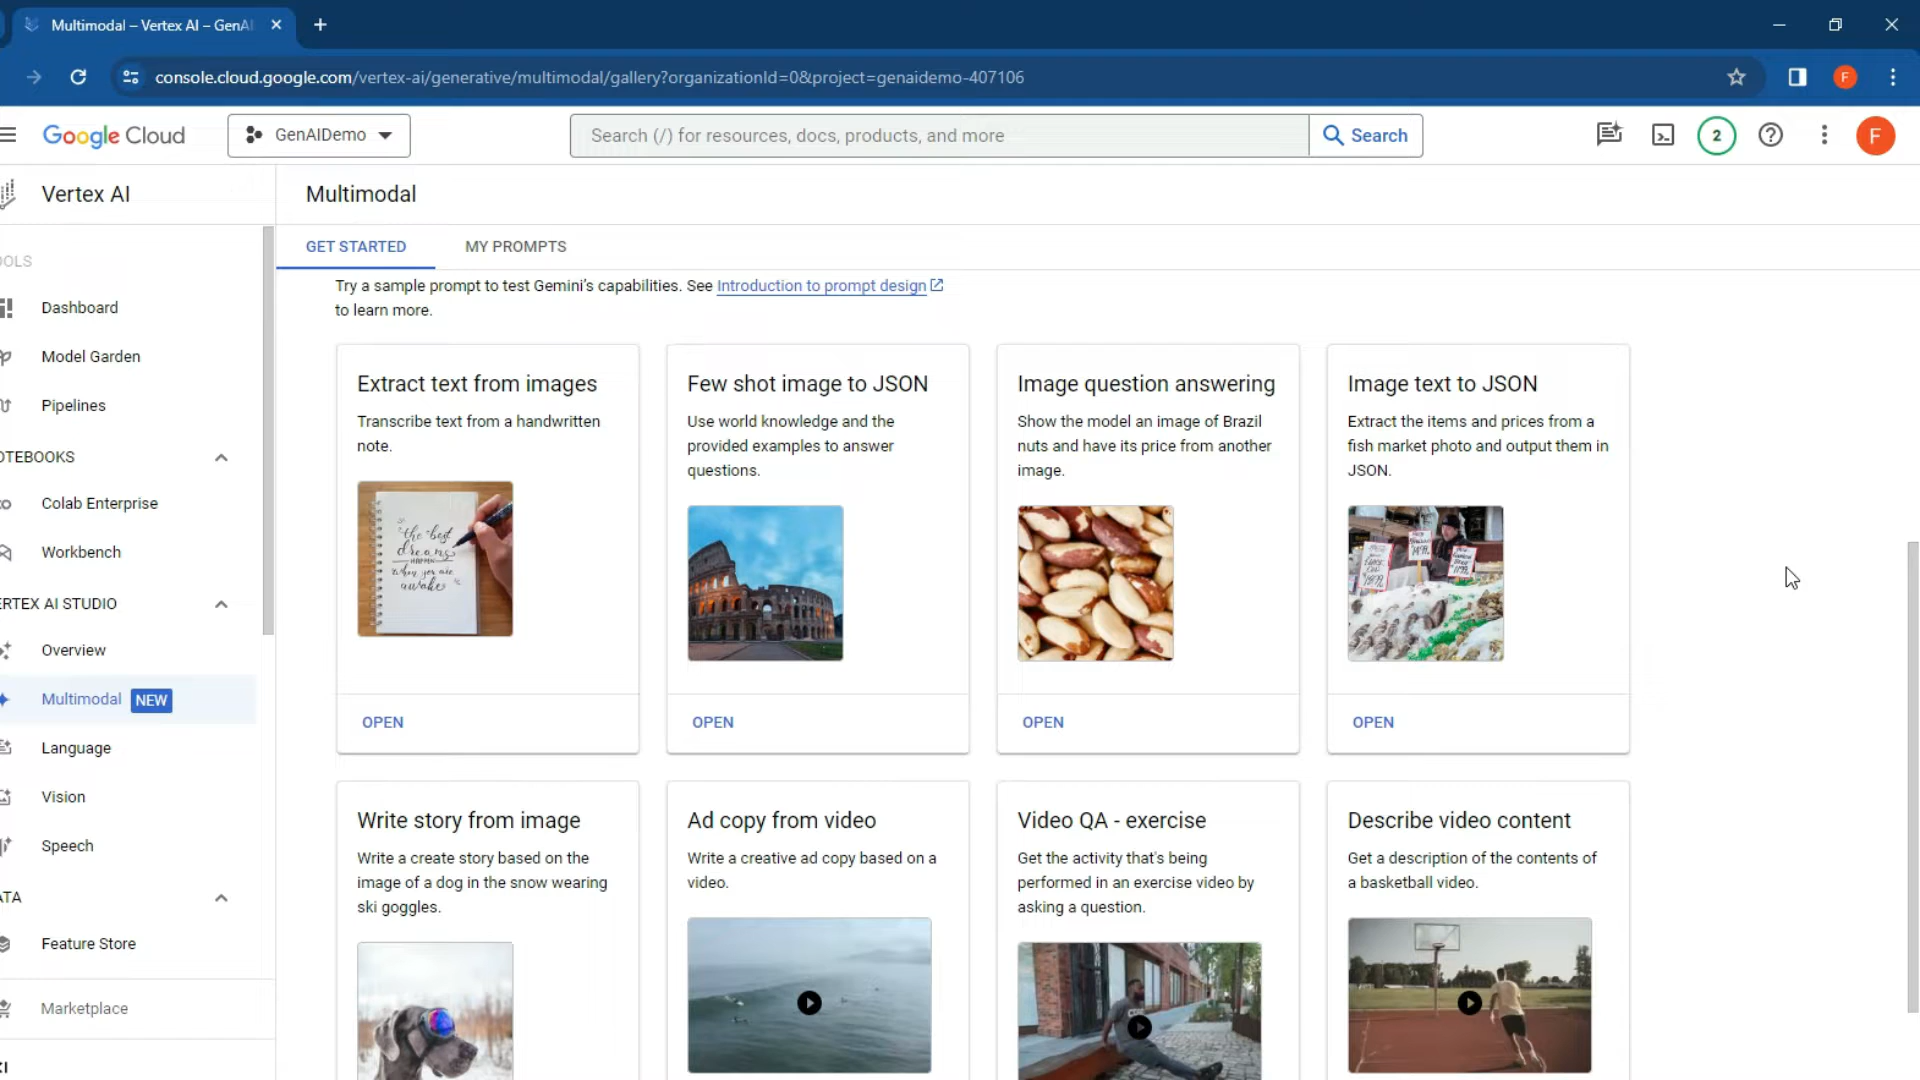 Multimodal – Vertex AI – GenAI
console.cloud.google.com/vertex-ai/generative/multimodal/gallery?organizationId=0&project=genaidemo-407106
F
Google Cloud
GenAIDemo
Search (/) for resources, docs, products, and more
Search
2
F
Vertex AI
Multimodal
GET STARTED
MY PROMPTS
OOLS
Dashboard
Model Garden
Pipelines
OTEBOOKS
Colab Enterprise
Workbench
ERTEX AI STUDIO
Overview
Multimodal NEW
Language
Vision
Speech
ATA
Feature Store
Marketplace
Try a sample prompt to test Gemini’s capabilities. See Introduction to prompt design
to learn more.
Extract text from images
Transcribe text from a handwritten
note.
the best
dreams
HAPPEN
when you are
awake
OPEN
Few shot image to JSON
Use world knowledge and the
provided examples to answer
questions.
OPEN
Image question answering
Show the model an image of Brazil
nuts and have its price from another
image.
OPEN
Image text to JSON
Extract the items and prices from a
fish market photo and output them in
JSON.
OPEN
Write story from image
Write a create story based on the
image of a dog in the snow wearing
ski goggles.
Ad copy from video
Write a creative ad copy based on a
video.
Video QA - exercise
Get the activity that's being
performed in an exercise video by
asking a question.
Describe video content
Get a description of the contents of
a basketball video.